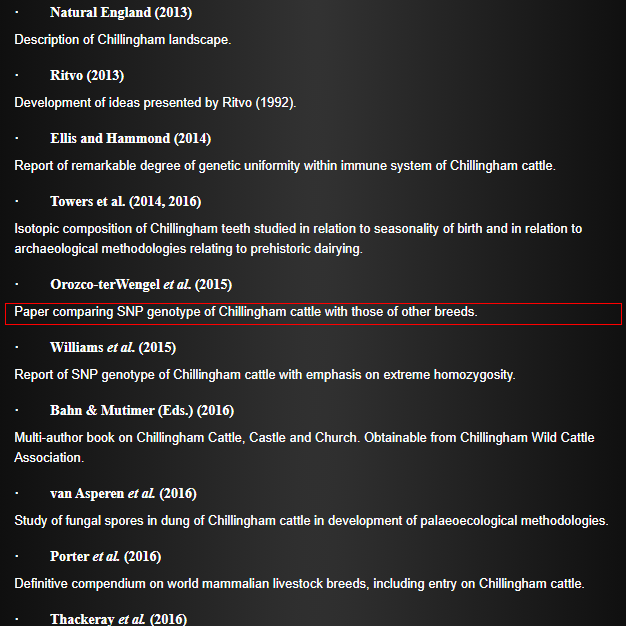 · Natural England (2013)
Description of Chillingham landscape.
· Ritvo (2013)
Development of ideas presented by Ritvo (1992).
· Ellis and Hammond (2014)
Report of remarkable degree of genetic uniformity within immune system of Chillingham cattle.
· Towers et al. (2014, 2016)
Isotopic composition of Chillingham teeth studied in relation to seasonality of birth and in relation to
archaeological methodologies relating to prehistoric dairying.
· Orozco-terWengel et al. (2015)
Paper comparing SNP genotype of Chillingham cattle with those of other breeds.
· Williams et al. (2015)
Report of SNP genotype of Chillingham cattle with emphasis on extreme homozygosity.
· Bahn & Mutimer (Eds.) (2016)
Multi-author book on Chillingham Cattle, Castle and Church. Obtainable from Chillingham Wild Cattle
Association.
· van Asperen et al. (2016)
Study of fungal spores in dung of Chillingham cattle in development of palaeoecological methodologies.
· Porter et al. (2016)
Definitive compendium on world mammalian livestock breeds, including entry on Chillingham cattle.
· Thackeray et al. (2016)